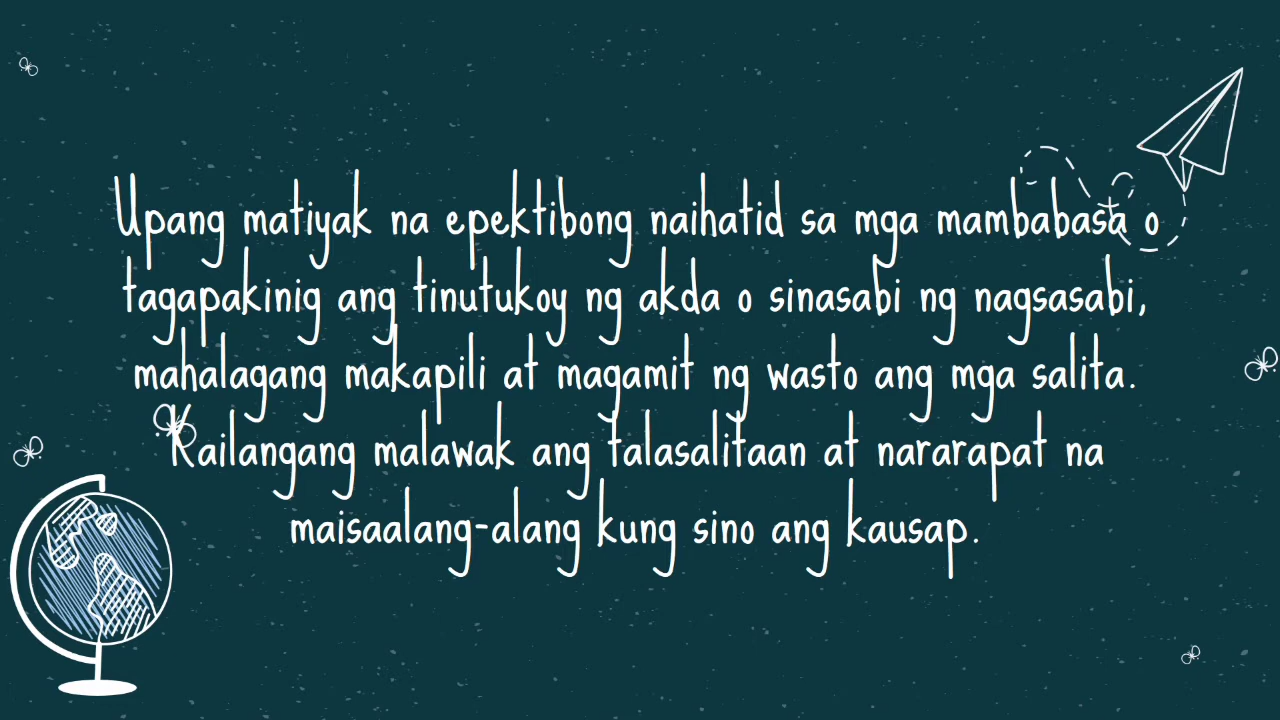 Upang matiyak na epektibong naihatid sa mga mambabasa o
tagapakinig ang tinutukoy ng akda o sinasabi ng nagsasabi,
mahalagang makapili at magamit ng wasto ang mga salita.
Kailangang malawak ang talasalitaan at nararapat na
maisaalang-alang kung sino ang kausap.